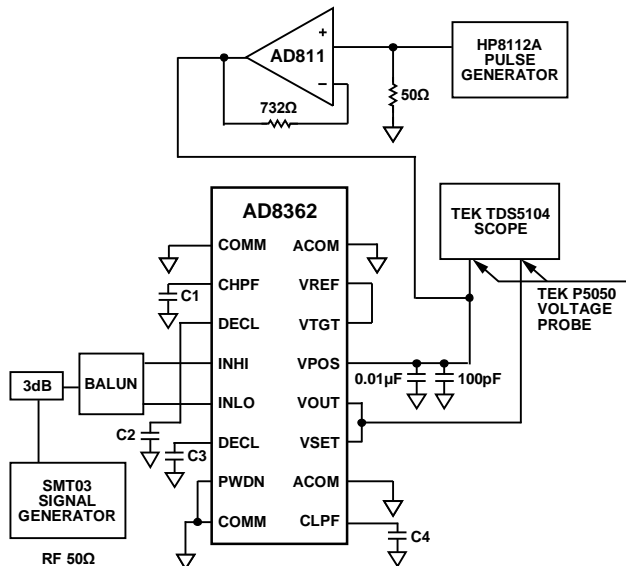 AD811
+
−
HP8112A
PULSE
GENERATOR
50Ω
732Ω
AD8362
COMM
CHPF
DECL
INHI
INLO
DECL
PWDN
COMM
ACOM
VREF
VTGT
VPOS
VOUT
VSET
ACOM
CLPF
C1
C2
C3
C4
0.01µF
100pF
TEK TDS5104
SCOPE
TEK P5050
VOLTAGE
PROBE
3dB
BALUN
SMT03
SIGNAL
GENERATOR
RF 50Ω